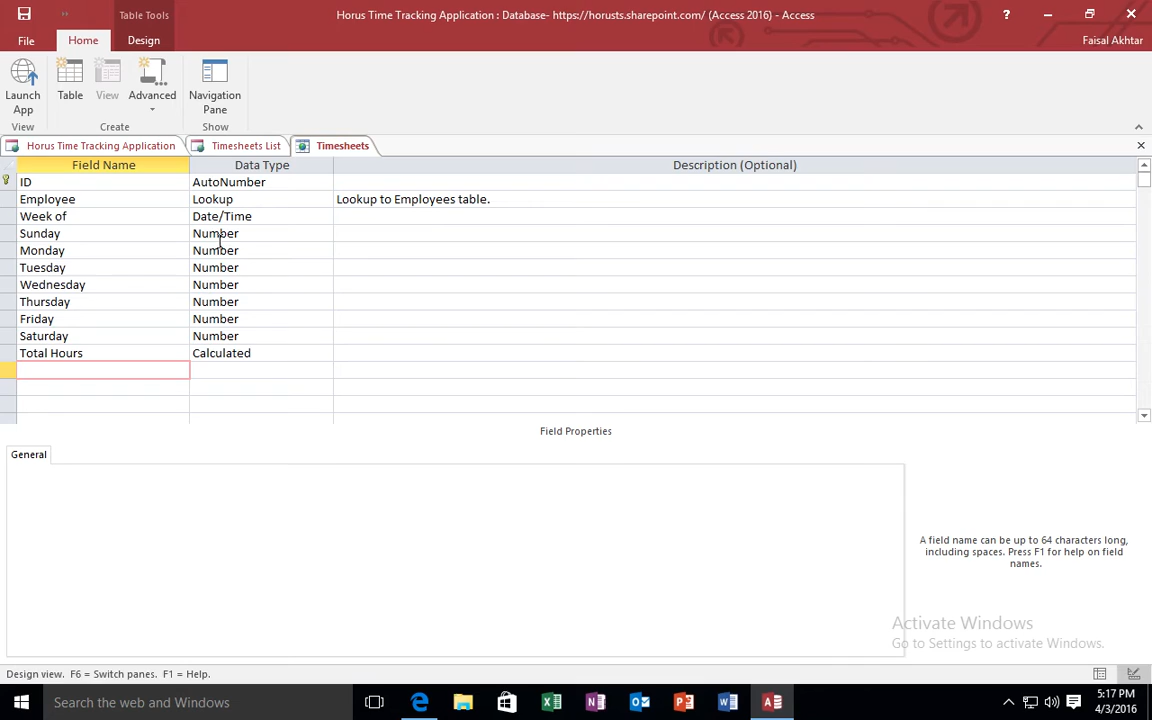 Table Tools
Horus Time Tracking Application : Database- https://horusts.sharepoint.com/ (Access 2016) - Access
?
File
Home
Design
Faisal Akhtar
Launch App
Table
View
Advanced
Navigation Pane
View
Create
Show
Horus Time Tracking Application
Timesheets List
Timesheets
Field Name
Data Type
Description (Optional)
ID AutoNumber
Employee Lookup Lookup to Employees table.
Week of Date/Time
Sunday Number
Monday Number
Tuesday Number
Wednesday Number
Thursday Number
Friday Number
Saturday Number
Total Hours Calculated
Field Properties
General
A field name can be up to 64 characters long,
including spaces. Press F1 for help on field
names.
Activate Windows
Go to Settings to activate Windows.
Design view. F6 = Switch panes. F1 = Help.
Search the web and Windows
5:17 PM
4/3/2016